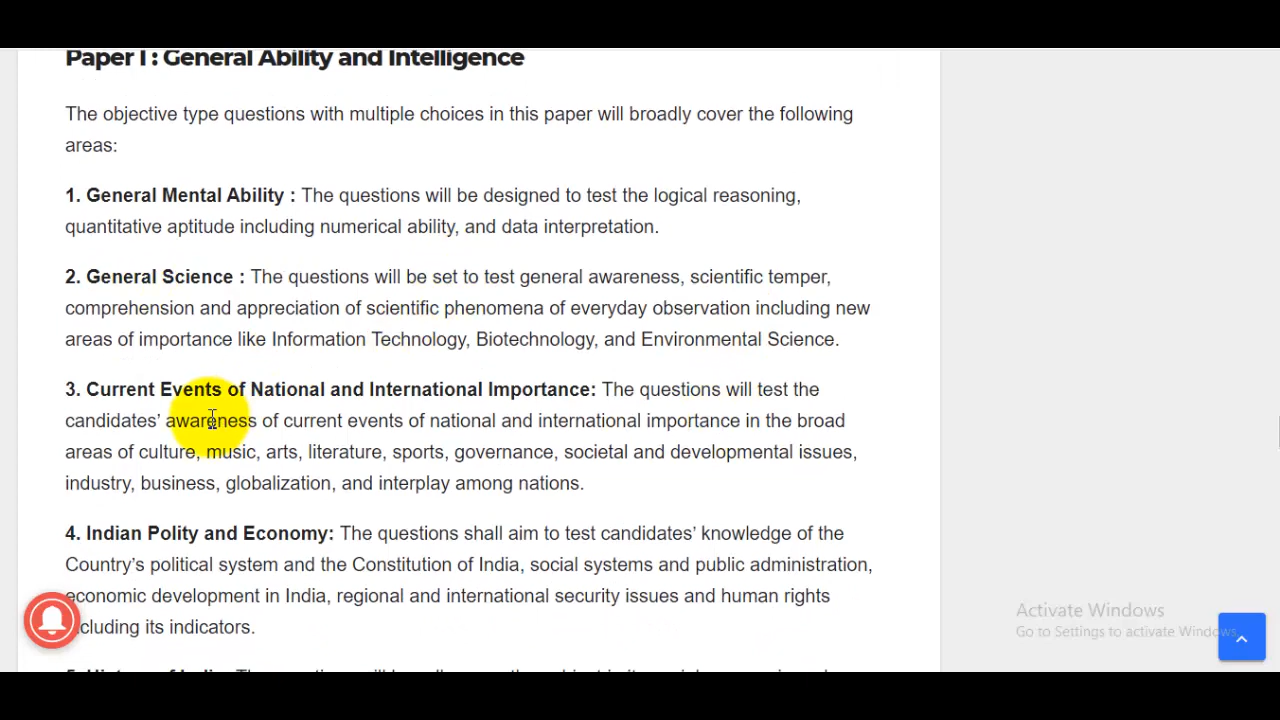 Paper I : General Ability and Intelligence
The objective type questions with multiple choices in this paper will broadly cover the following
areas:
1. General Mental Ability : The questions will be designed to test the logical reasoning,
quantitative aptitude including numerical ability, and data interpretation.
2. General Science : The questions will be set to test general awareness, scientific temper,
comprehension and appreciation of scientific phenomena of everyday observation including new
areas of importance like Information Technology, Biotechnology, and Environmental Science.
3. Current Events of National and International Importance: The questions will test the
candidates’ awareness of current events of national and international importance in the broad
areas of culture, music, arts, literature, sports, governance, societal and developmental issues,
industry, business, globalization, and interplay among nations.
4. Indian Polity and Economy: The questions shall aim to test candidates’ knowledge of the
Country’s political system and the Constitution of India, social systems and public administration,
economic development in India, regional and international security issues and human rights
including its indicators.
Activate Windows
Go to Settings to activate Windows.